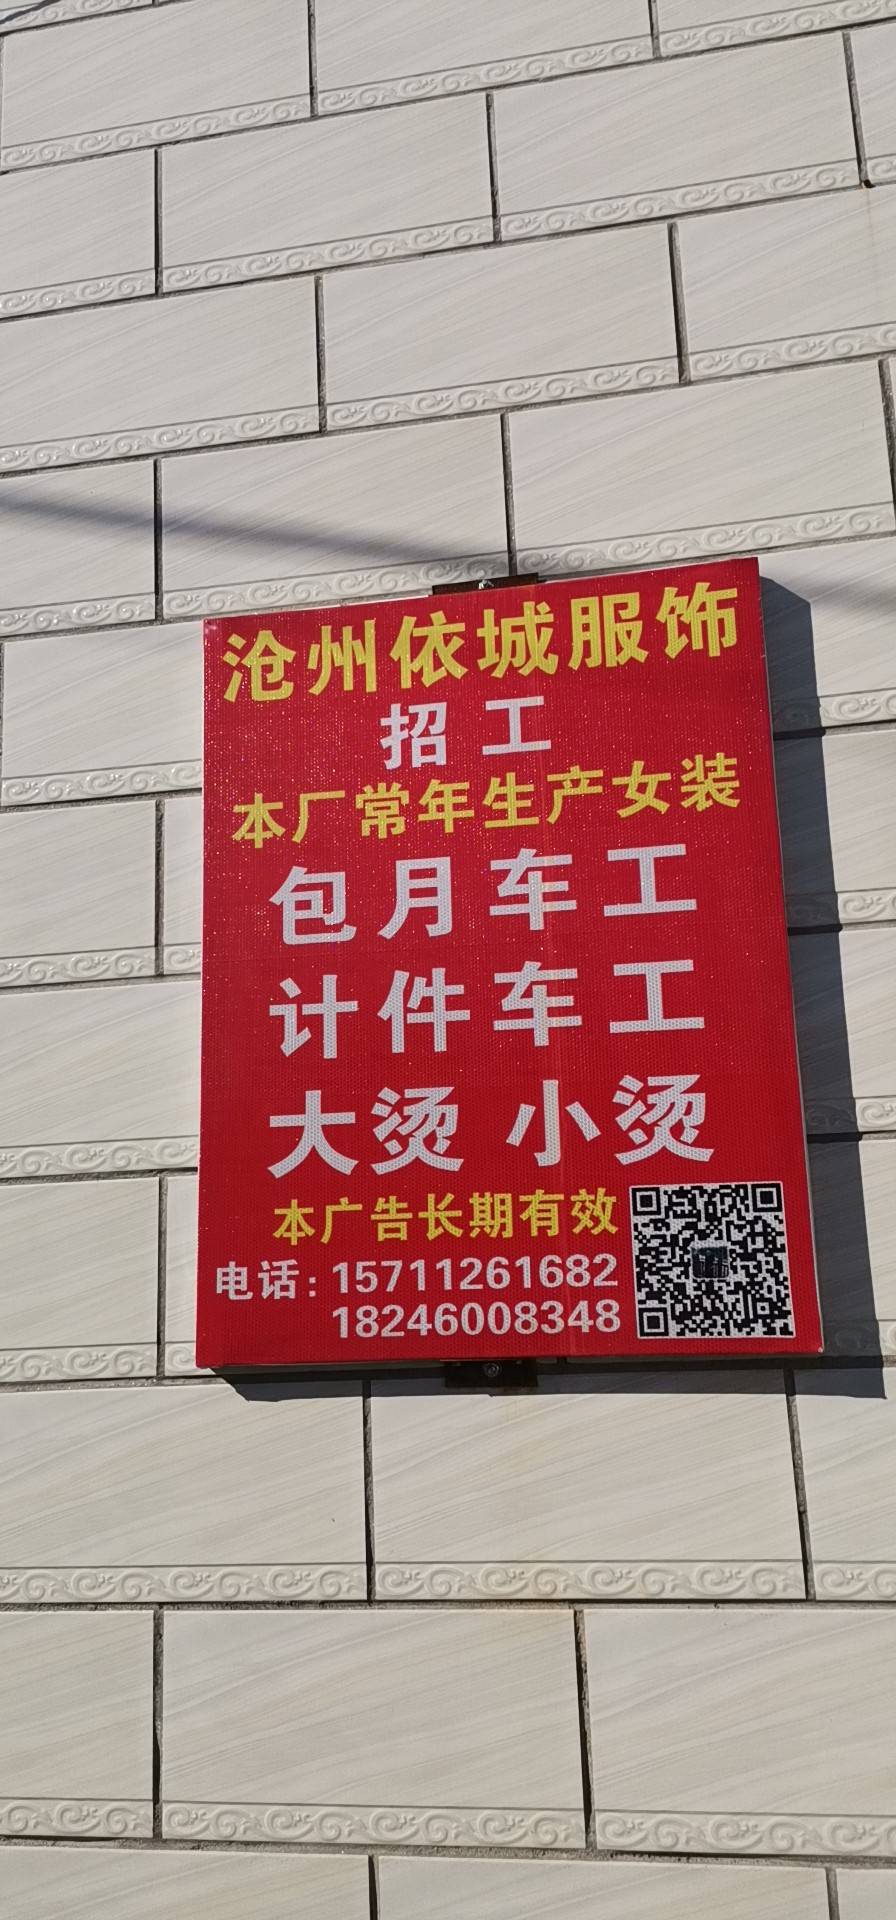 沧州依城服饰
招工
本厂常年生产女装
包月车工
计件车工
大烫 小烫
本广告长期有效
电话:15711261682
18246008348